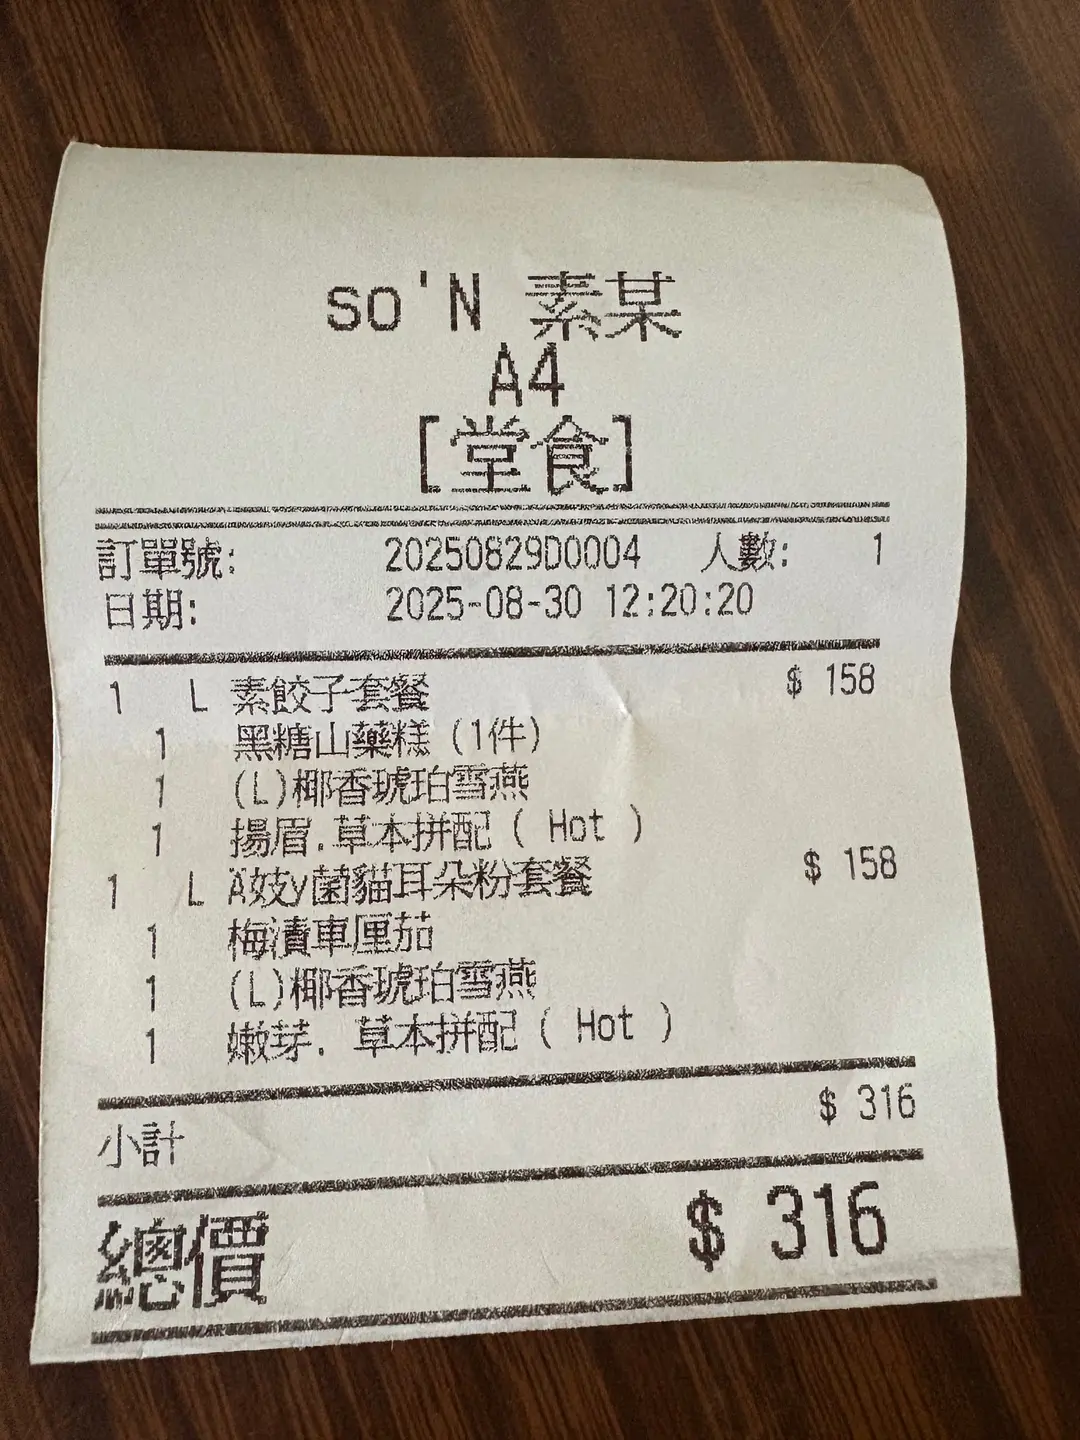 so'N 素某
A4
[堂食]
訂單號: 20250829D0004 人數: 1
日期: 2025-08-30 12:20:20
1 L 素餃子套餐 $ 158
1 黑糖山藥糕 (1件)
1 (L)椰香琥珀雪燕
1 揚眉.草本拼配 ( Hot )
1 L A妓y菌貓耳朵粉套餐 $ 158
1 梅漬車厘茄
1 (L)椰香琥珀雪燕
1 嫩芽. 草本拼配 ( Hot )
小計 $ 316
總價 $ 316